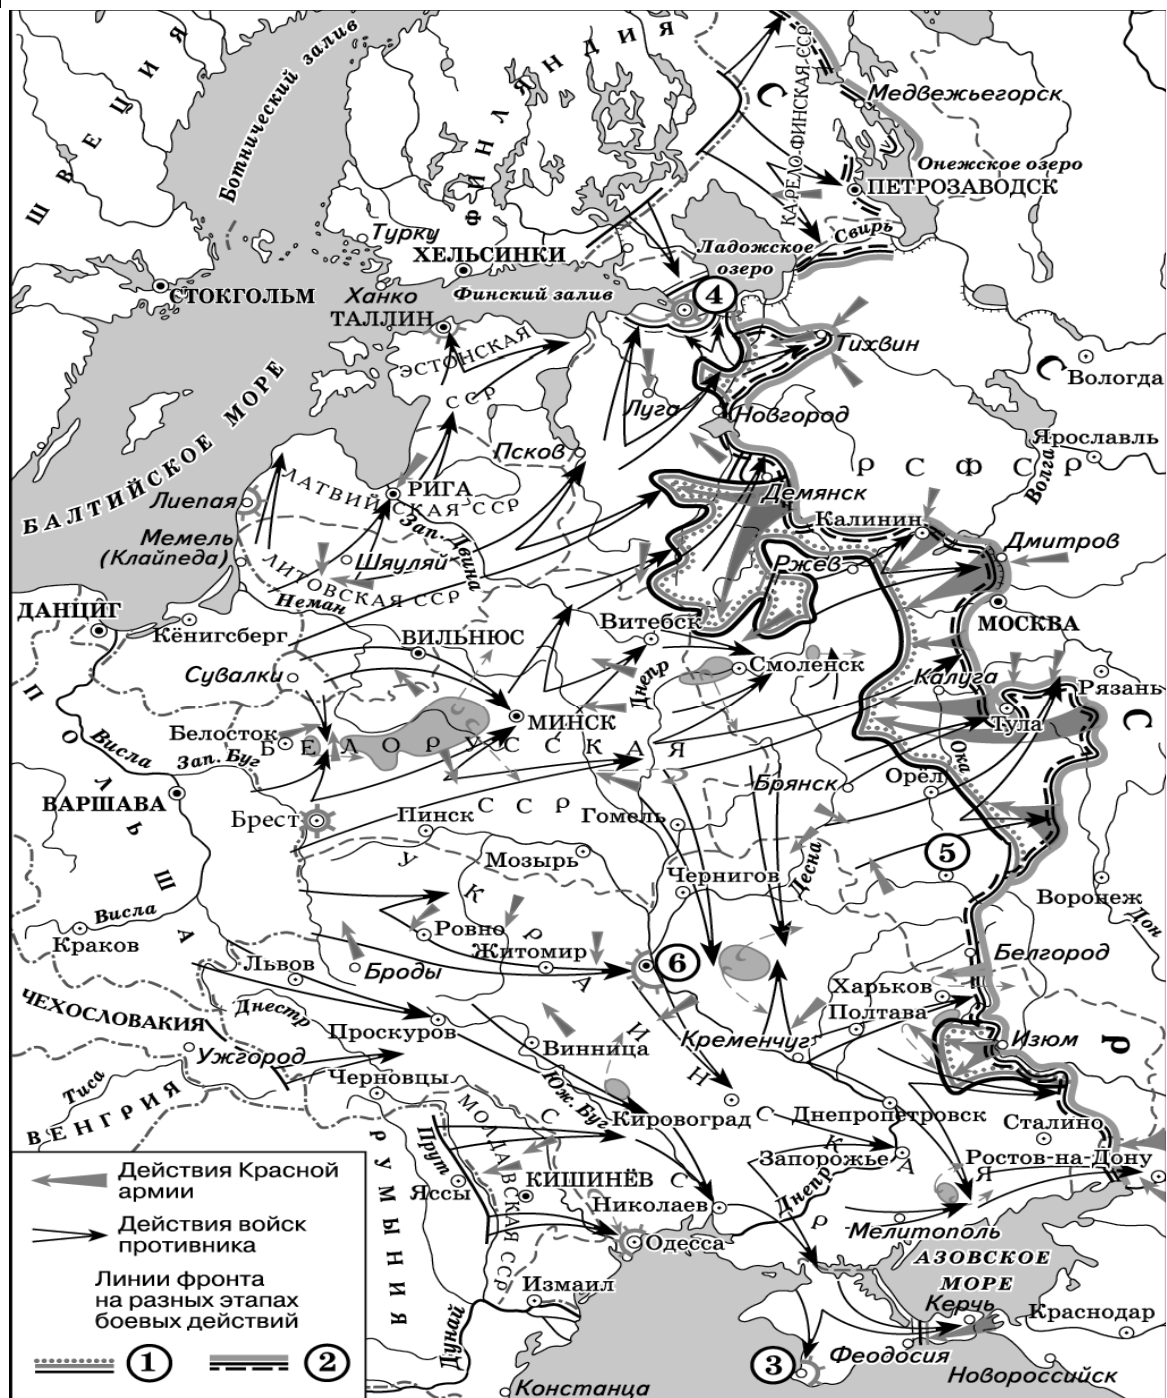 ШВЕЦИЯ
Ботнический залив
ФИНЛЯНДИЯ
КАРЕЛО-ФИНСКАЯ ССР
С
Медвежьегорск
Онежское озеро
ПЕТРОЗАВОДСК
Свирь
Турку
ХЕЛЬСИНКИ
Ладожское
озеро
СТОКГОЛЬМ
Ханко
Финский залив
4
ТАЛЛИН
Тихвин
ЭСТОНСКАЯ
ССР
С
Вологда
БАЛТИЙСКОЕ МОРЕ
Луга
Новгород
Ярославль
Псков
РСФСР
Волга
ЛАТВИЙСКАЯ ССР
РИГА
Лиепая
Демянск
Зап. Двина
Калинин
Мемель
(Клайпеда)
Шяуляй
Дмитров
Ржев
ЛИТОВСКАЯ ССР
Неман
ДАНЦИГ
Кёнигсберг
ВИЛЬНЮС
Витебск
МОСКВА
Сувалки
Днепр
Смоленск
Калуга
Рязань
ПОЛЬША
Белосток
МИНСК
Тула
С
БЕЛОРУССКАЯ
ССР
Висла
Зап. Буг
Ока
ВАРШАВА
Брянск
Орёл
Брест
Пинск
Гомель
Мозырь
5
Десна
Чернигов
Воронеж
Дон
УКРАИНСКАЯ
ССР
Висла
Краков
Ровно
Житомир
6
Белгород
Львов
Броды
Харьков
ЧЕХОСЛОВАКИЯ
Днестр
Полтава
Проскуров
Кременчуг
Изюм
Р
Ужгород
Винница
Тиса
Черновцы
Юж. Буг
ВЕНГРИЯ
МОЛДАВСКАЯ ССР
Кировоград
Днепропетровск
Сталино
РУМЫНИЯ
Прут
Запорожье
Ростов-на-Дону
Яссы
КИШИНЁВ
Николаев
Днепр
Мелитополь
Одесса
АЗОВСКОЕ
МОРЕ
Измаил
Керчь
Краснодар
Дунай
Феодосия
3
Новороссийск
Констанца
Действия Красной
армии
Действия войск
противника
Линии фронта
на разных этапах
боевых действий
1
2